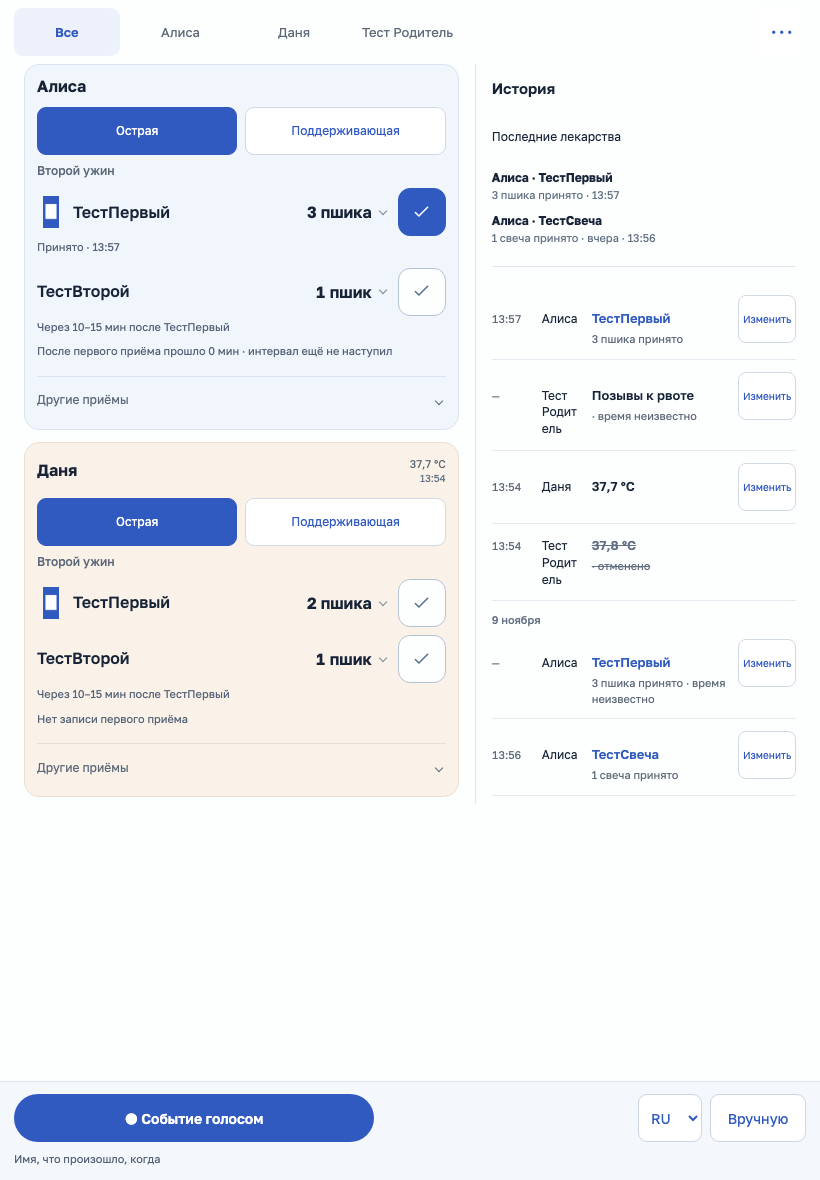 Все
Алиса
Даня
Тест Родитель
Алиса
Острая
Поддерживающая
Второй ужин
ТестПервый
3 пшика
Принято · 13:57
ТестВторой
1 пшик
Через 10–15 мин после ТестПервый
После первого приёма прошло 0 мин · интервал ещё не наступил
Другие приёмы
Даня
37,7 °C
13:54
Острая
Поддерживающая
Второй ужин
ТестПервый
2 пшика
ТестВторой
1 пшик
Через 10–15 мин после ТестПервый
Нет записи первого приёма
Другие приёмы
История
Последние лекарства
Алиса · ТестПервый
3 пшика принято · 13:57
Алиса · ТестСвеча
1 свеча принято · вчера · 13:56
13:57
Алиса
ТестПервый
3 пшика принято
Изменить
–
Тест
Родит
ель
Позывы к рвоте
· время неизвестно
Изменить
13:54
Даня
37,7 °C
Изменить
13:54
Тест
Родит
ель
37,8 °C
· отменено
9 ноября
–
Алиса
ТестПервый
3 пшика принято · время
неизвестно
Изменить
13:56
Алиса
ТестСвеча
1 свеча принято
Изменить
Событие голосом
RU
Вручную
Имя, что произошло, когда